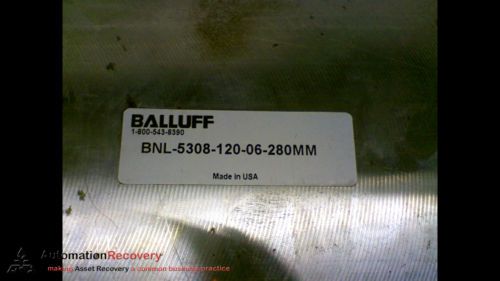 BALLUFF
1-800-543-8390
BNL-5308-120-06-280MM
Made in USA
AutomationRecovery
making Asset Recovery a common business practice